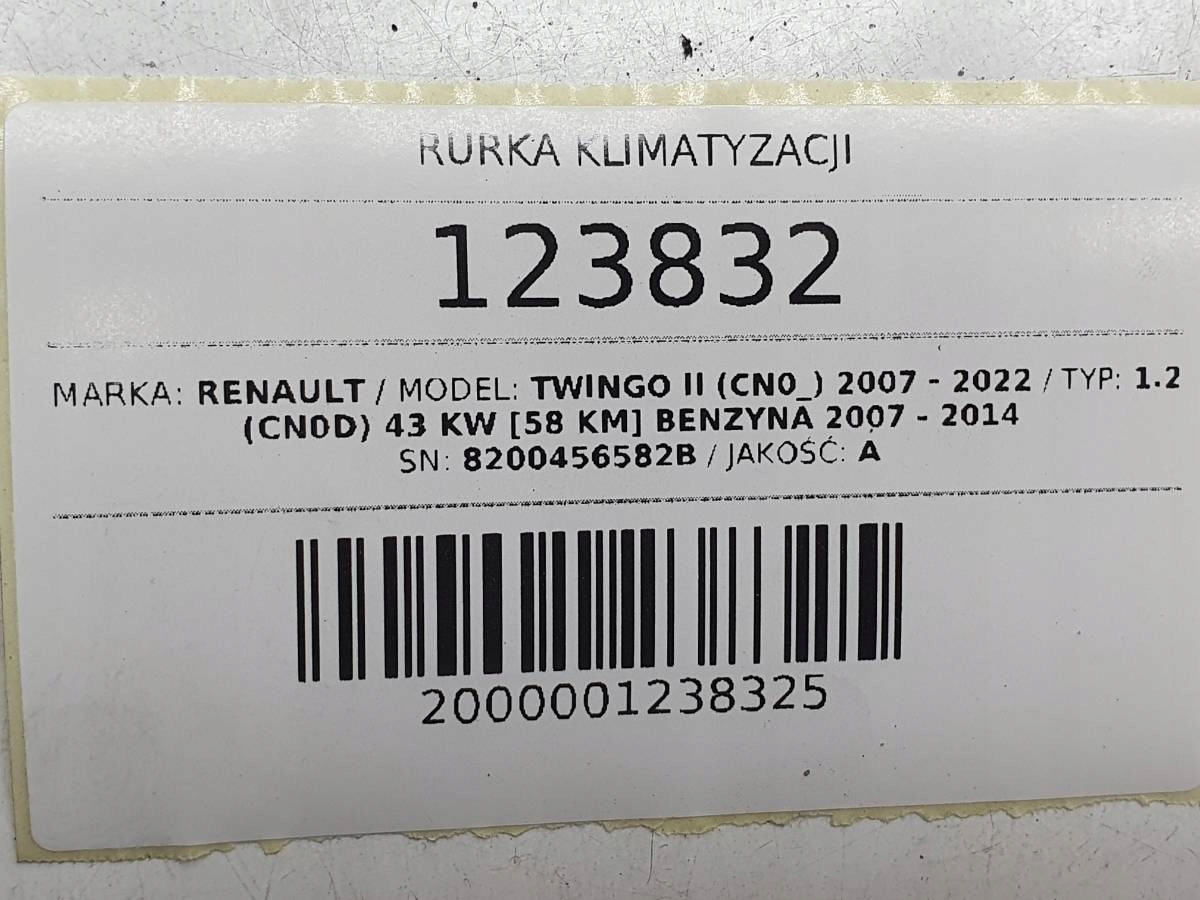 RURKA KLIMATYZACJI
123832
MARKA: RENAULT / MODEL: TWINGO II (CN0_) 2007 - 2022 / TYP: 1.2
(CN0D) 43 KW [58 KM] BENZYNA 2007 - 2014
SN: 8200456582B / JAKOŚĆ: A
2000001238325